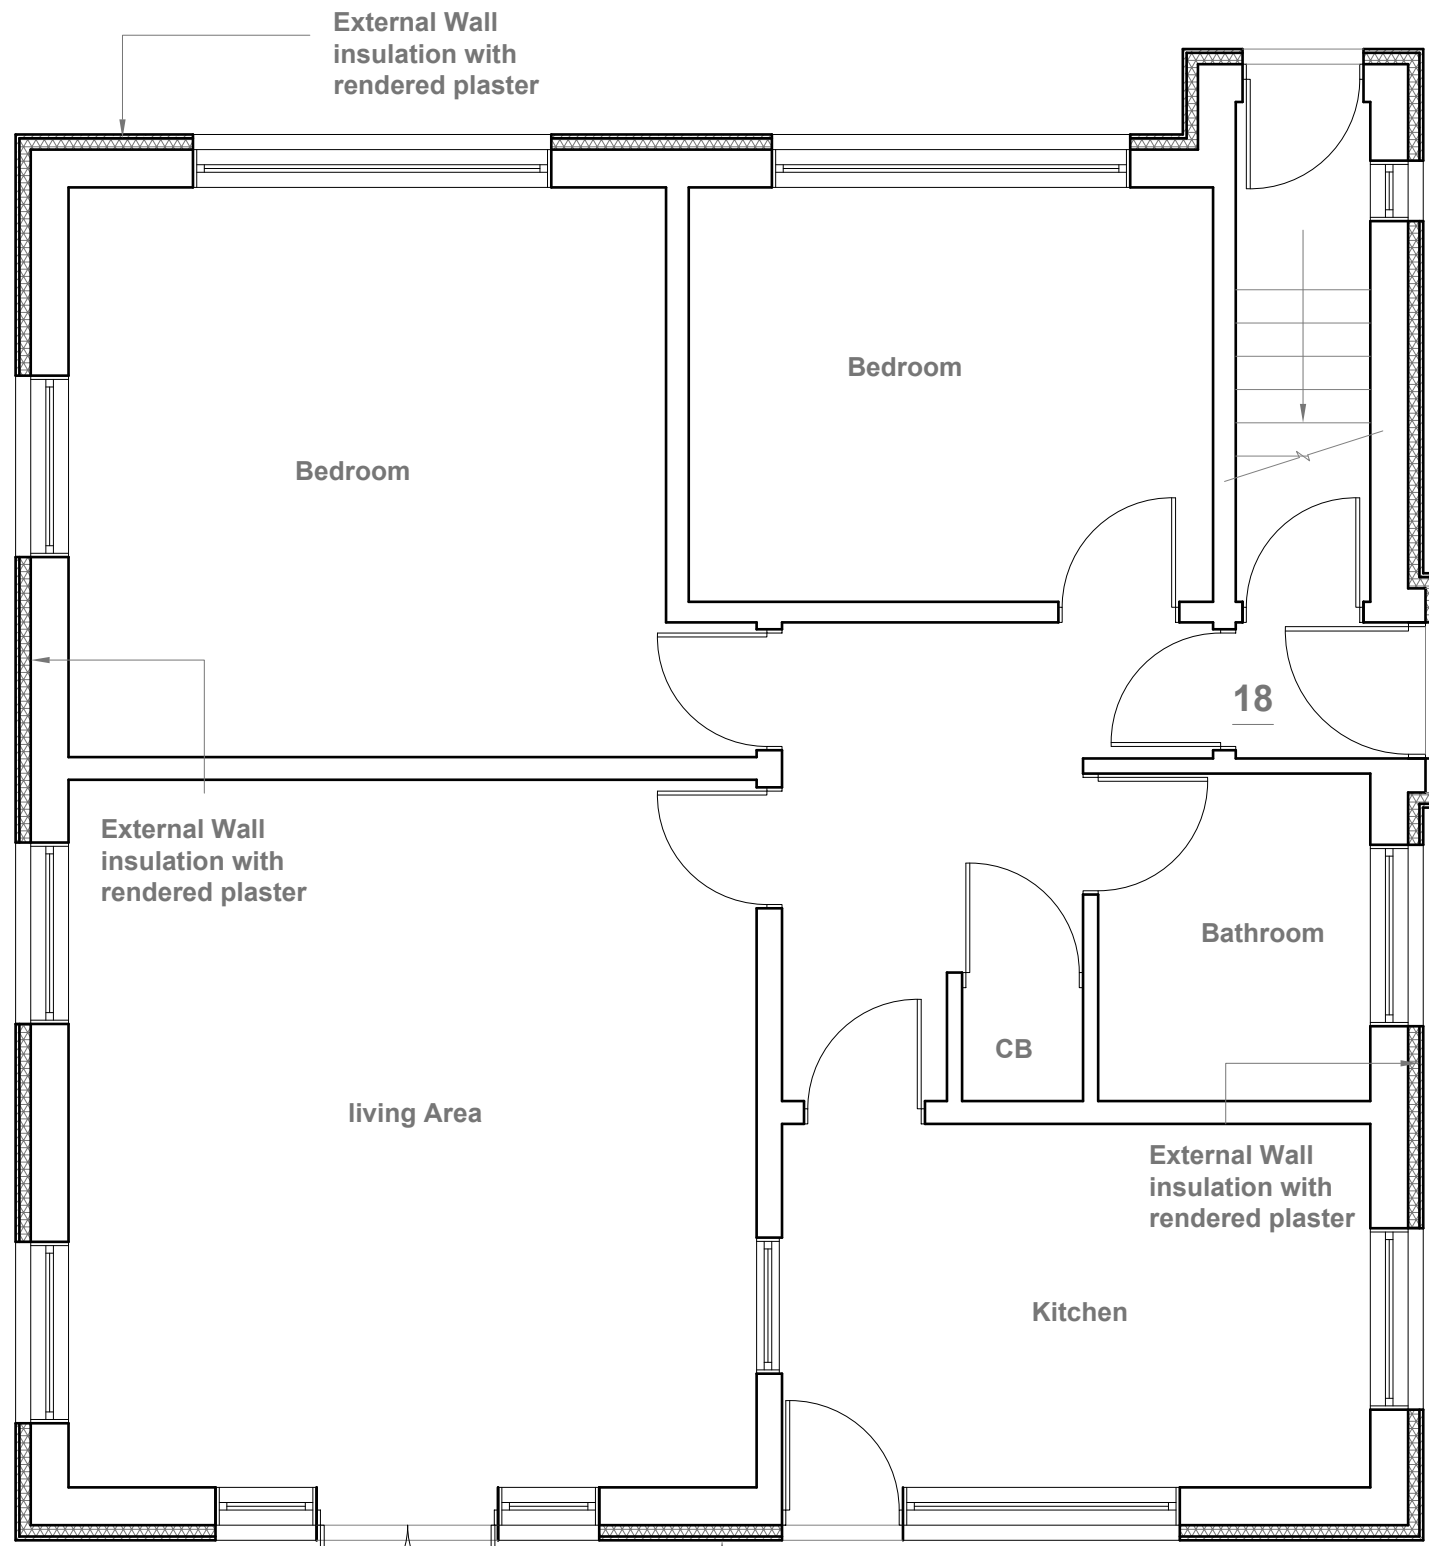 External Wall
insulation with
rendered plaster
Bedroom
Bedroom
18
External Wall
insulation with
rendered plaster
Bathroom
CB
living Area
External Wall
insulation with
rendered plaster
Kitchen